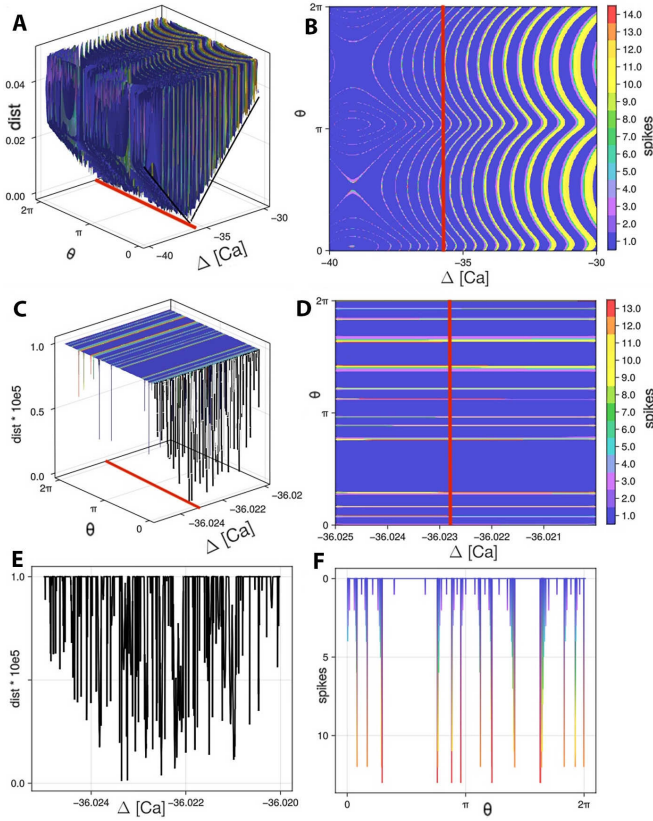 A
0.04
0.02
0.00
dist
2π
π
0
θ
-40
-35
-30
Δ [Ca]
B
2π
π
0
θ
-40
-35
-30
Δ [Ca]
14.0
13.0
12.0
11.0
10.0
9.0
8.0
7.0
6.0
5.0
4.0
3.0
2.0
1.0
spikes
C
1.0
0.5
0.0
dist * 10e5
2π
π
0
θ
-36.024
-36.022
-36.02
Δ [Ca]
D
2π
π
0
θ
-36.025
-36.024
-36.023
-36.022
-36.021
Δ [Ca]
13.0
12.0
11.0
10.0
9.0
8.0
7.0
6.0
5.0
4.0
3.0
2.0
1.0
spikes
E
1.0
0.0
dist * 10e5
-36.024
-36.022
-36.020
Δ [Ca]
F
0
5
10
spikes
0
π
2π
θ